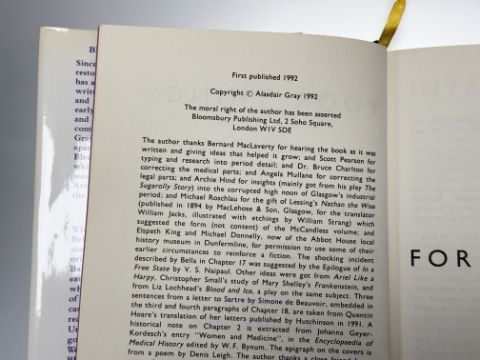 First published 1992
Copyright © Alasdair Gray 1992
The moral right of the author has been asserted
Bloomsbury Publishing Ltd, 2 Soho Square,
London W1V 5DE
The author thanks Bernard MacLaverty for hearing the book as it was
written and giving ideas that helped it grow; and Scott Pearson for
typing and research into period detail; and Dr. Bruce Charlton for
correcting the medical parts; and Angela Mullane for correcting the
legal parts; and Archie Hind for insights (mainly got from his play The
Sugarolly Story) into the corrupted high noon of Glasgow's industrial
period; and Michael Roschlau for the gift of Lessing's Nathan the Wise
(published in 1894 by MacLehose & Son, Glasgow, for the translator
William Jacks, illustrated with etchings by William Strang) which
suggested the form (not content) of the McCandless volume; and
Elspeth King and Michael Donnelly, now of the Abbot House local
history museum in Dunfermline, for permission to use some of their
earlier circumstances to reinforce a fiction. The shocking incident
described by Bella in Chapter 17 was suggested by the Epilogue of In a
Free State by V. S. Naipaul. Other ideas were got from Ariel Like a
Harpy, Christopher Small's study of Mary Shelley's Frankenstein, and
from Liz Lochhead's Blood and Ice, a play on the same subject. Three
sentences from a letter to Sartre by Simone de Beauvoir, embedded in
the third and fourth paragraphs of Chapter 18, are taken from Quentin
Hoare's translation of her letters published by Hutchinson in 1991. A
historical note on Chapter 2 is extracted from Johanna Geyer-
Kordesch's entry "Women and Medicine", in the Encyclopaedia of
Medical History edited by W. F. Bynum. The epigraph on the covers is
from a poem by Denis Leigh. The author thanks a close friend
FOR